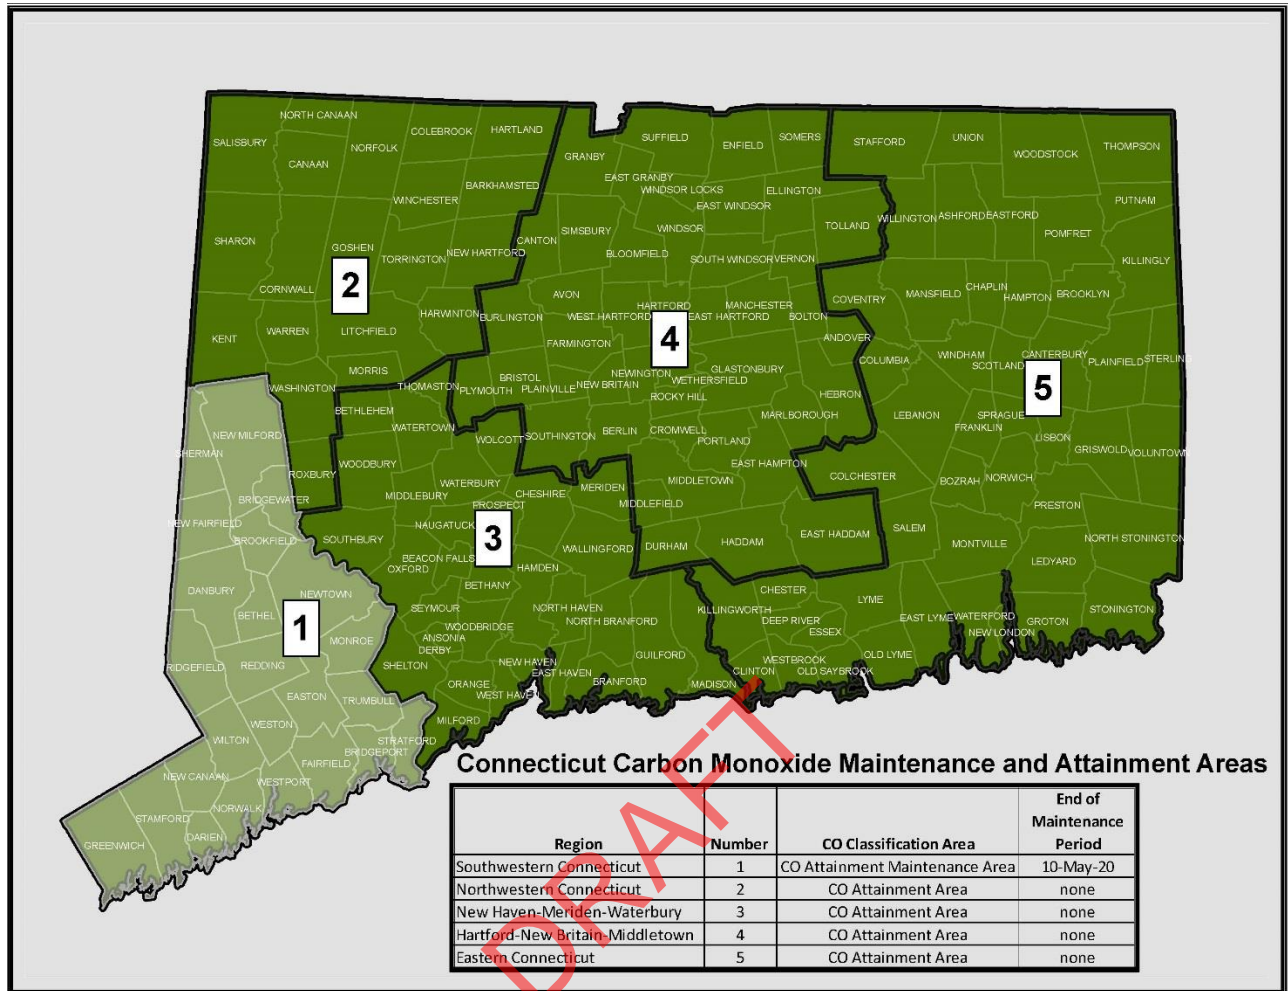 NORTH CANAAN
COLEBROOK
HARTLAND
SALISBURY
CANAAN
NORFOLK
SUFFIELD
ENFIELD
SOMERS
STAFFORD
UNION
WOODSTOCK
THOMPSON
GRANBY
EAST GRANBY
WINDSOR LOCKS
EAST WINDSOR
ELLINGTON
BARKHAMSTED
WINCHESTER
TOLLAND
WILLINGTON
ASHFORD
EASTFORD
PUTNAM
POMFRET
SHARON
GOSHEN
TORRINGTON
NEW HARTFORD
CANTON
SIMSBURY
BLOOMFIELD
WINDSOR
SOUTH WINDSOR
VERNON
KILLINGLY
CORNWALL
2
HARWINTON
BURLINGTON
AVON
WEST HARTFORD
HARTFORD
EAST HARTFORD
MANCHESTER
BOLTON
COVENTRY
MANSFIELD
CHAPLIN
HAMPTON
BROOKLYN
KENT
WARREN
LITCHFIELD
FARMINGTON
4
ANDOVER
COLUMBIA
WINDHAM
SCOTLAND
CANTERBURY
PLAINFIELD
STERLING
MORRIS
WASHINGTON
THOMASTON
PLYMOUTH
BRISTOL
PLAINVILLE
NEW BRITAIN
NEWINGTON
WETHERSFIELD
GLASTONBURY
ROCKY HILL
HEBRON
MARLBOROUGH
5
LEBANON
SPRAGUE
FRANKLIN
LISBON
GRISWOLD
VOLUNTOWN
BETHLEHEM
WATERTOWN
WOLCOTT
SOUTHINGTON
BERLIN
CROMWELL
PORTLAND
EAST HAMPTON
NEW MILFORD
SHERMAN
ROXBURY
WOODBURY
BRIDGEWATER
MIDDLEBURY
WATERBURY
CHESHIRE
PROSPECT
MERIDEN
MIDDLEFIELD
MIDDLETOWN
COLCHESTER
BOZRAH
NORWICH
PRESTON
NEW FAIRFIELD
BROOKFIELD
SOUTHBURY
NAUGATUCK
3
WALLINGFORD
DURHAM
HADDAM
EAST HADDAM
SALEM
MONTVILLE
NORTH STONINGTON
LEDYARD
BEACON FALLS
OXFORD
HAMDEN
BETHANY
DANBURY
BETHEL
NEWTOWN
1
MONROE
SEYMOUR
WOODBRIDGE
ANSONIA
DERBY
NORTH HAVEN
NORTH BRANFORD
KILLINGWORTH
CHESTER
DEEP RIVER
ESSEX
LYME
EAST LYME
WATERFORD
NEW LONDON
GROTON
STONINGTON
RIDGEFIELD
REDDING
SHELTON
NEW HAVEN
EAST HAVEN
GUILFORD
BRANFORD
MADISON
CLINTON
WESTBROOK
OLD SAYBROOK
OLD LYME
EASTON
TRUMBULL
ORANGE
WEST HAVEN
MILFORD
WESTON
STRATFORD
BRIDGEPORT
WILTON
FAIRFIELD
NEW CANAAN
WESTPORT
NORWALK
STAMFORD
DARIEN
GREENWICH
DRAFT
Connecticut Carbon Monoxide Maintenance and Attainment Areas
Region Number CO Classification Area End of Maintenance Period
Southwestern Connecticut 1 CO Attainment Maintenance Area 10-May-20
Northwestern Connecticut 2 CO Attainment Area none
New Haven-Meriden-Waterbury 3 CO Attainment Area none
Hartford-New Britain-Middletown 4 CO Attainment Area none
Eastern Connecticut 5 CO Attainment Area none